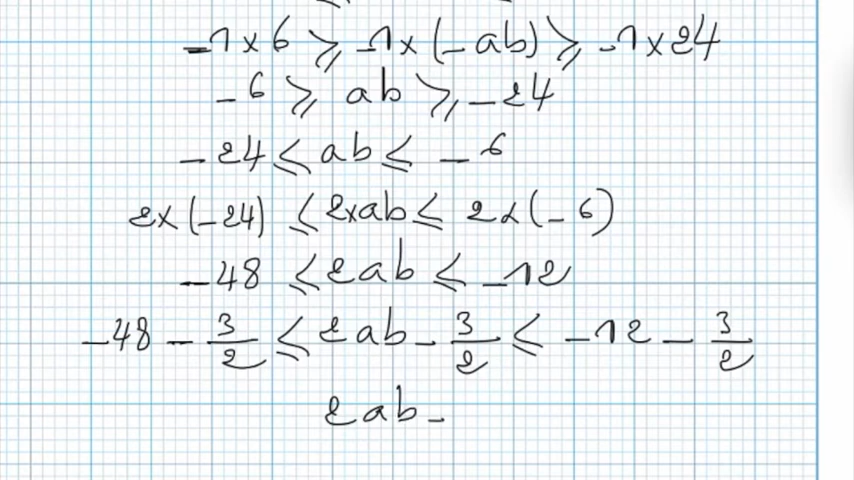 -1×6 ⩾ -1×(-ab) ⩾ -1×24
-6 ⩾ ab ⩾ -24
-24 ⩽ ab ⩽ -6
2×(-24) ⩽ 2×ab ⩽ 2×(-6)
-48 ⩽ 2ab ⩽ -12
-48 - 3/2 ⩽ 2ab - 3/2 ⩽ -12 - 3/2
2ab -